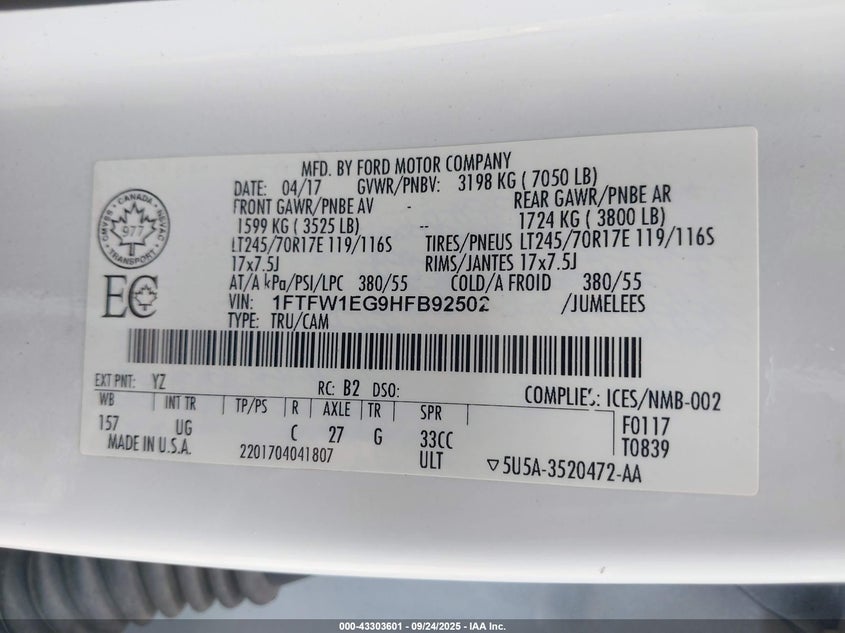 MFD. BY FORD MOTOR COMPANY
DATE: 04/17 GVWR/PNBV: 3198 KG ( 7050 LB)
FRONT GAWR/PNBE AV - REAR GAWR/PNBE AR
1599 KG ( 3525 LB) -- 1724 KG ( 3800 LB)
LT245/70R17E 119/116S TIRES/PNEUS LT245/70R17E 119/116S
17x7.5J RIMS/JANTES 17x7.5J
AT/A kPa/PSI/LPC 380/55 COLD/A FROID 380/55
VIN: 1FTFW1EG9HFB92502 /JUMELEES
TYPE: TRU/CAM
CANADA
977
TRANSPORT
EC
EXT PNT: YZ RC: B2 DSO: COMPLIES: ICES/NMB-002
WB INT TR TP/PS R AXLE TR SPR F0117
157 UG C 27 G 33CC T0839
MADE IN U.S.A. 2201704041807 ULT ▽5U5A-3520472-AA
000-43303601 - 09/24/2025 - IAA Inc.